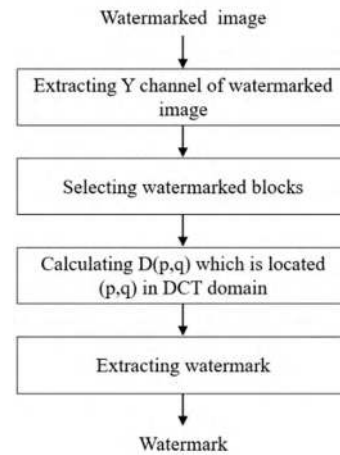 Watermarked image
Extracting Y channel of watermarked
image
Selecting watermarked blocks
Calculating D(p,q) which is located
(p,q) in DCT domain
Extracting watermark
Watermark